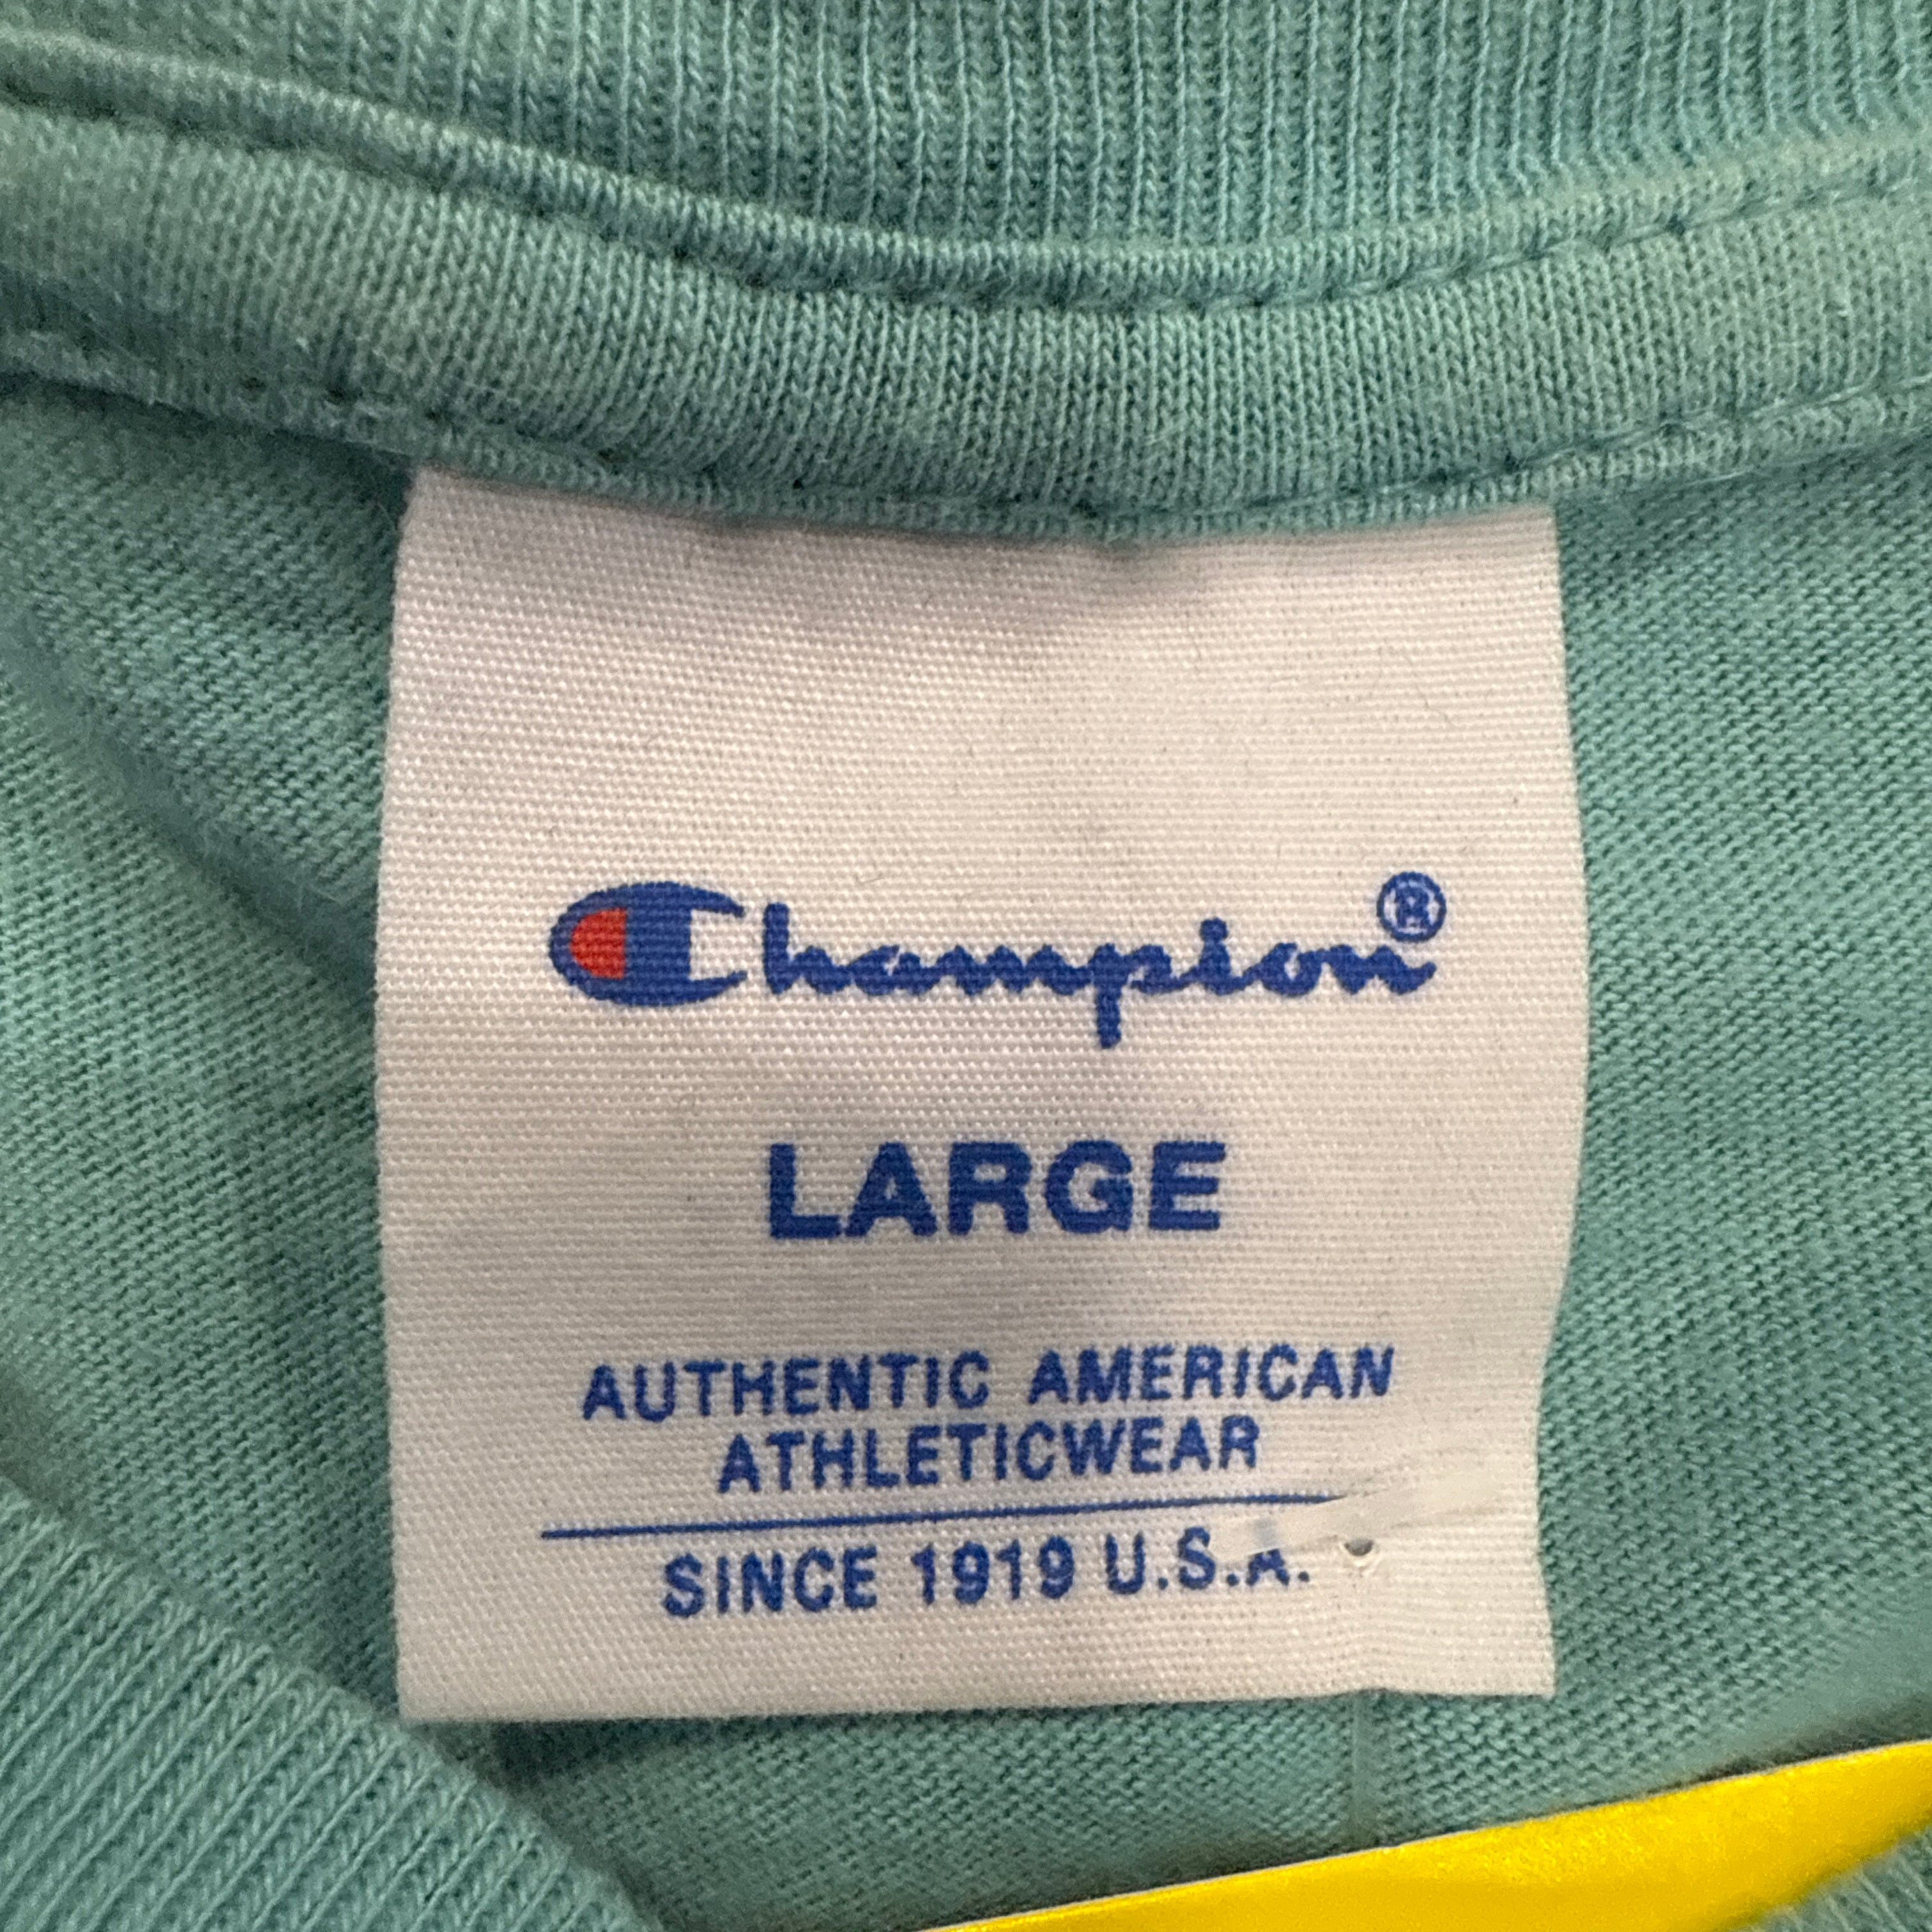 Champion®
LARGE
AUTHENTIC AMERICAN
ATHLETICWEAR
SINCE 1919 U.S.A.